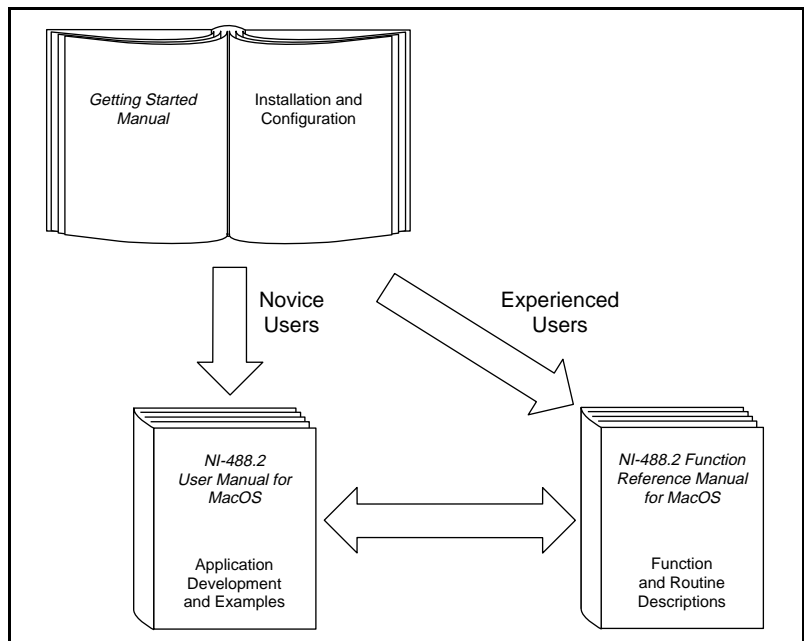 Getting Started
Manual
Installation and
Configuration
Novice
Users
Experienced
Users
NI-488.2
User Manual for
MacOS
Application
Development
and Examples
NI-488.2 Function
Reference Manual
for MacOS
Function
and Routine
Descriptions